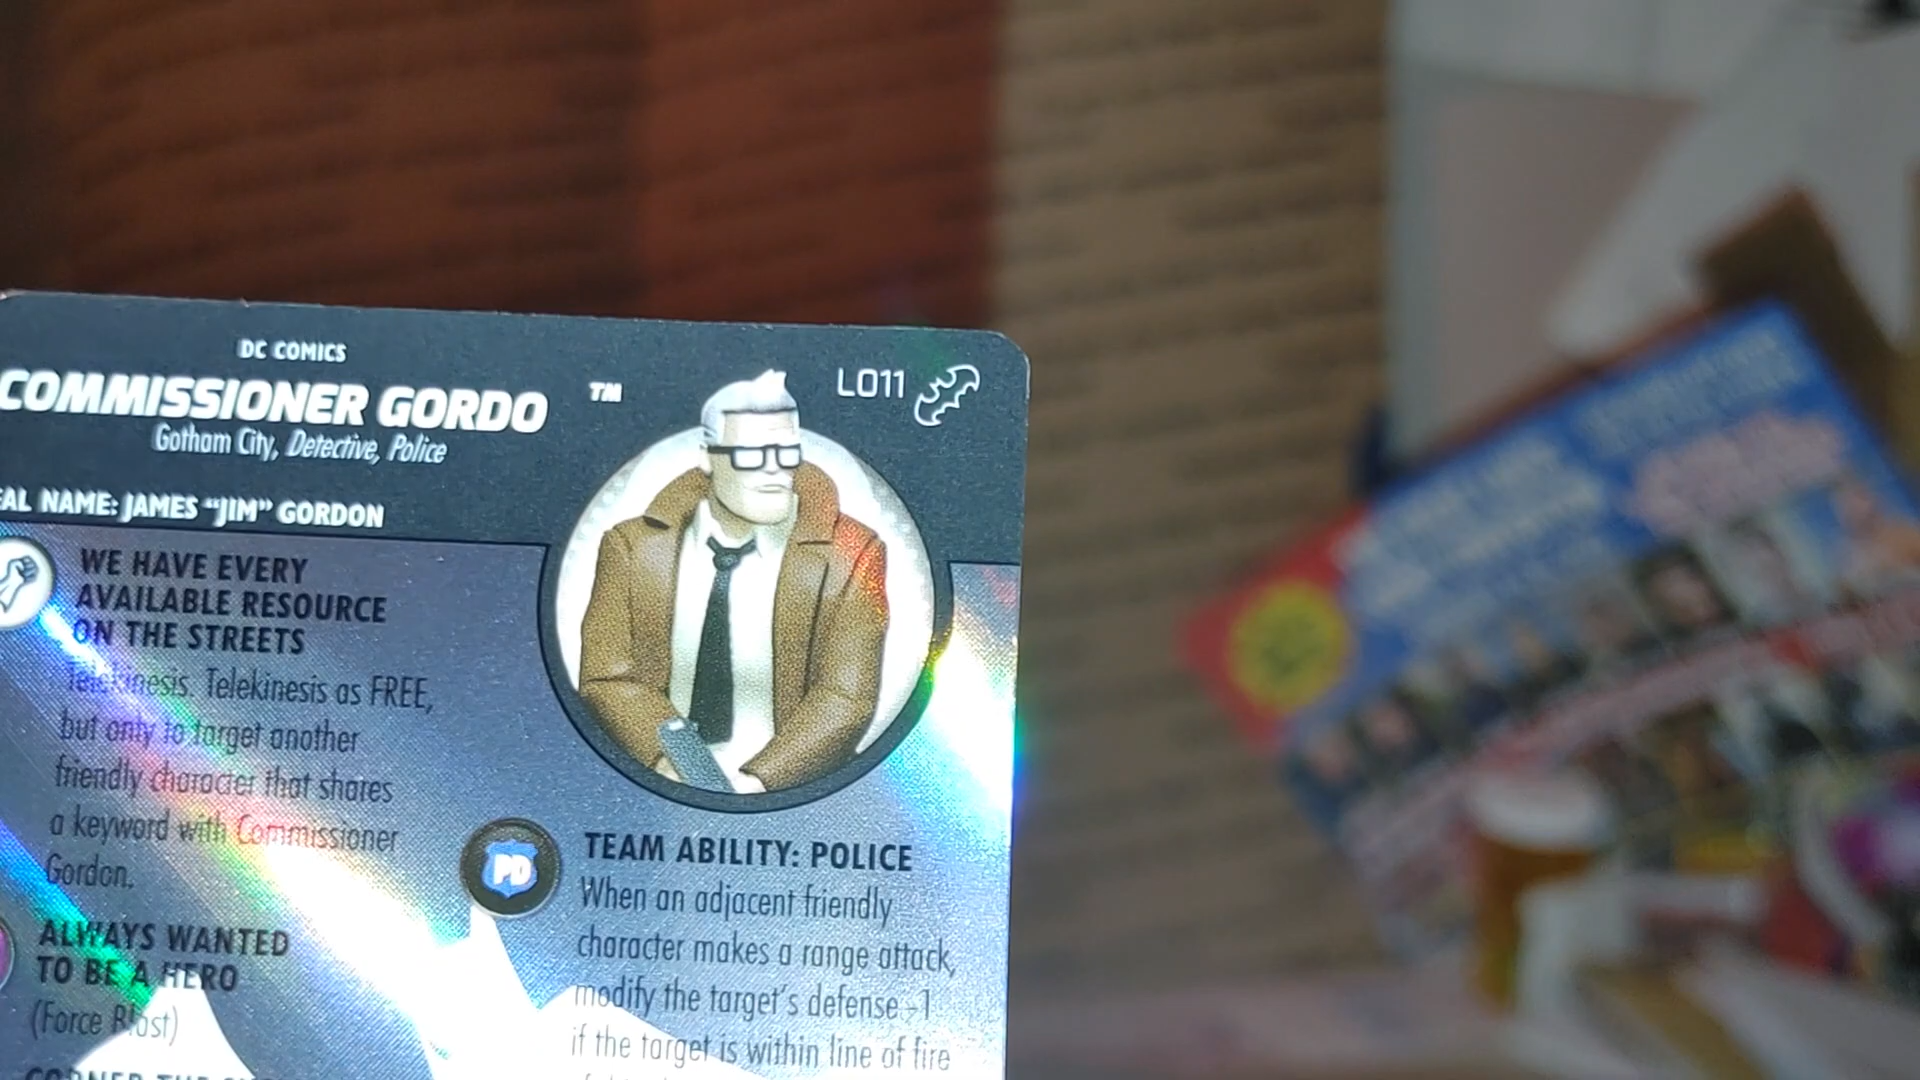 DC COMICS
COMMISSIONER GORDO ™
L011
Gotham City, Detective, Police
EAL NAME: JAMES “JIM” GORDON
WE HAVE EVERY
AVAILABLE RESOURCE
ON THE STREETS
Telekinesis. Telekinesis as FREE,
but only to target another
friendly character that shares
a keyword with Commissioner
Gordon.
ALWAYS WANTED
TO BE A HERO
(Force Blast)
PD
TEAM ABILITY: POLICE
When an adjacent friendly
character makes a range attack,
modify the target's defense -1
if the target is within line of fire